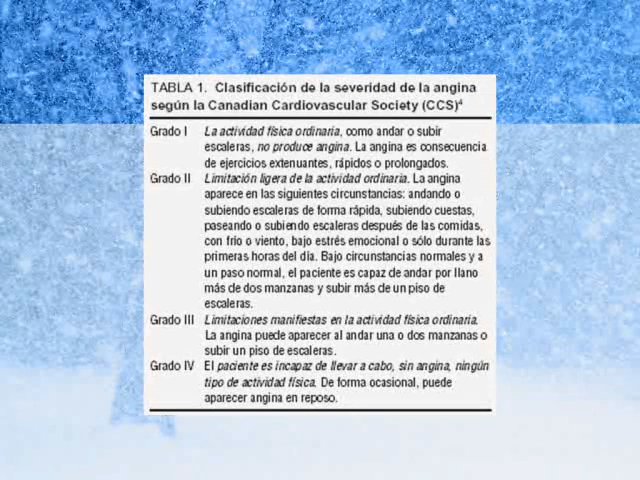 TABLA 1. Clasificación de la severidad de la angina
según la Canadian Cardiovascular Society (CCS)⁴
Grado I La actividad física ordinaria, como andar o subir
escaleras, no produce angina. La angina es consecuencia
de ejercicios extenuantes, rápidos o prolongados.
Grado II Limitación ligera de la actividad ordinaria. La angina
aparece en las siguientes circunstancias: andando o
subiendo escaleras de forma rápida, subiendo cuestas,
paseando o subiendo escaleras después de las comidas,
con frío o viento, bajo estrés emocional o sólo durante las
primeras horas del día. Bajo circunstancias normales y a
un paso normal, el paciente es capaz de andar por llano
más de dos manzanas y subir más de un piso de
escaleras.
Grado III Limitaciones manifiestas en la actividad física ordinaria.
La angina puede aparecer al andar una o dos manzanas o
subir un piso de escaleras.
Grado IV El paciente es incapaz de llevar a cabo, sin angina, ningún
tipo de actividad física. De forma ocasional, puede
aparecer angina en reposo.